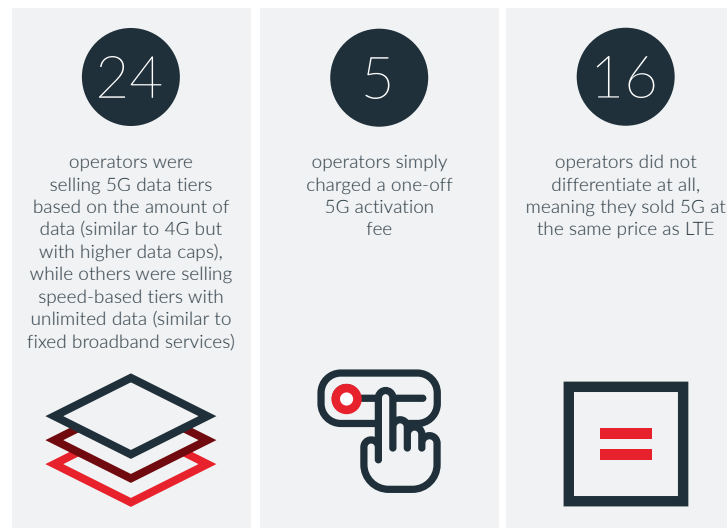 24
operators were
selling 5G data tiers
based on the amount of
data (similar to 4G but
with higher data caps),
while others were selling
speed-based tiers with
unlimited data (similar to
fixed broadband services)
5
operators simply
charged a one-off
5G activation
fee
16
operators did not
differentiate at all,
meaning they sold 5G at
the same price as LTE